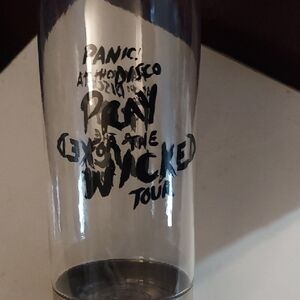 PANIC!
AT THE DISCO
PRAY
FOR THE
WICKED
TOUR